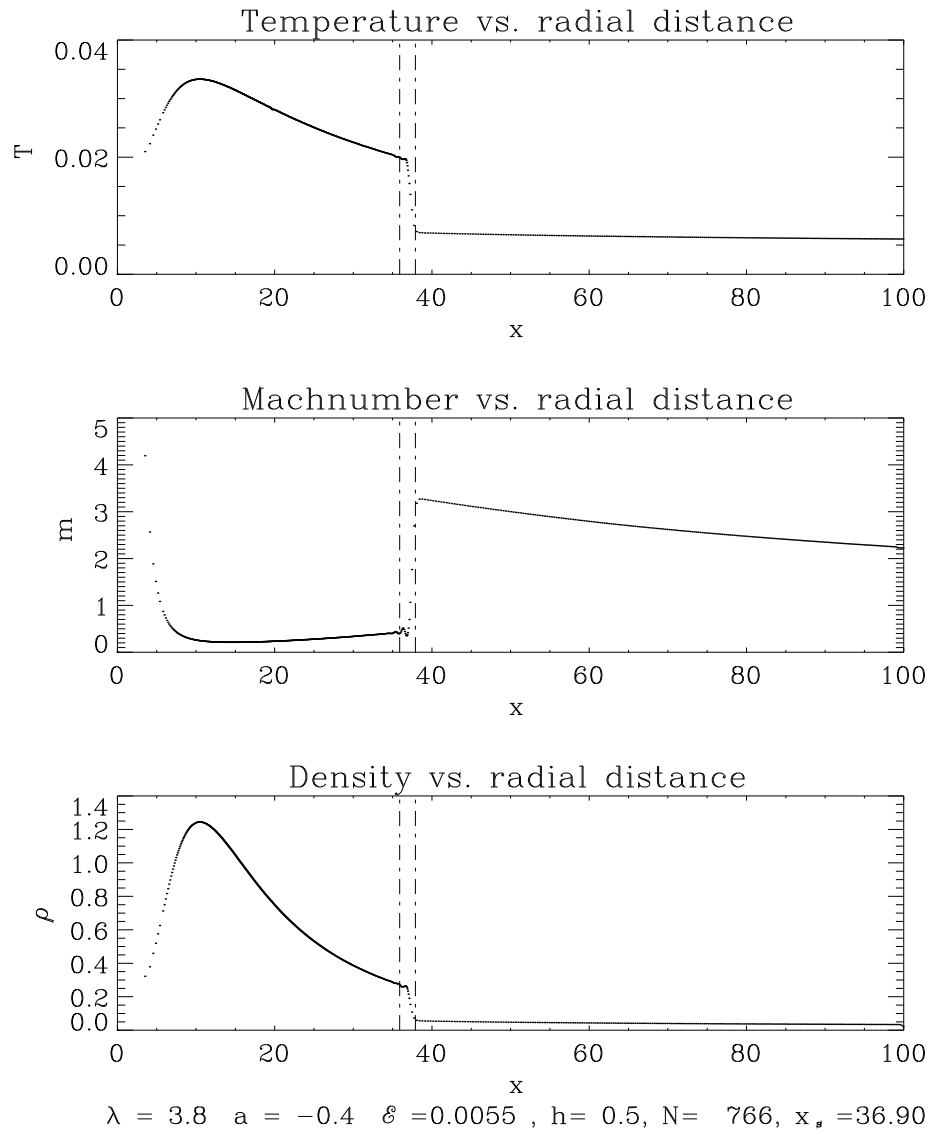 Temperature vs. radial distance
0.04
0.02
0.00
T
0 20 40 60 80 100
x
Machnumber vs. radial distance
5
4
3
2
1
0
m
0 20 40 60 80 100
x
Density vs. radial distance
1.4
1.2
1.0
0.8
0.6
0.4
0.2
0.0
ρ
0 20 40 60 80 100
x
λ = 3.8 a = −0.4 ℰ =0.0055 , h= 0.5, N= 766, xₛ =36.90